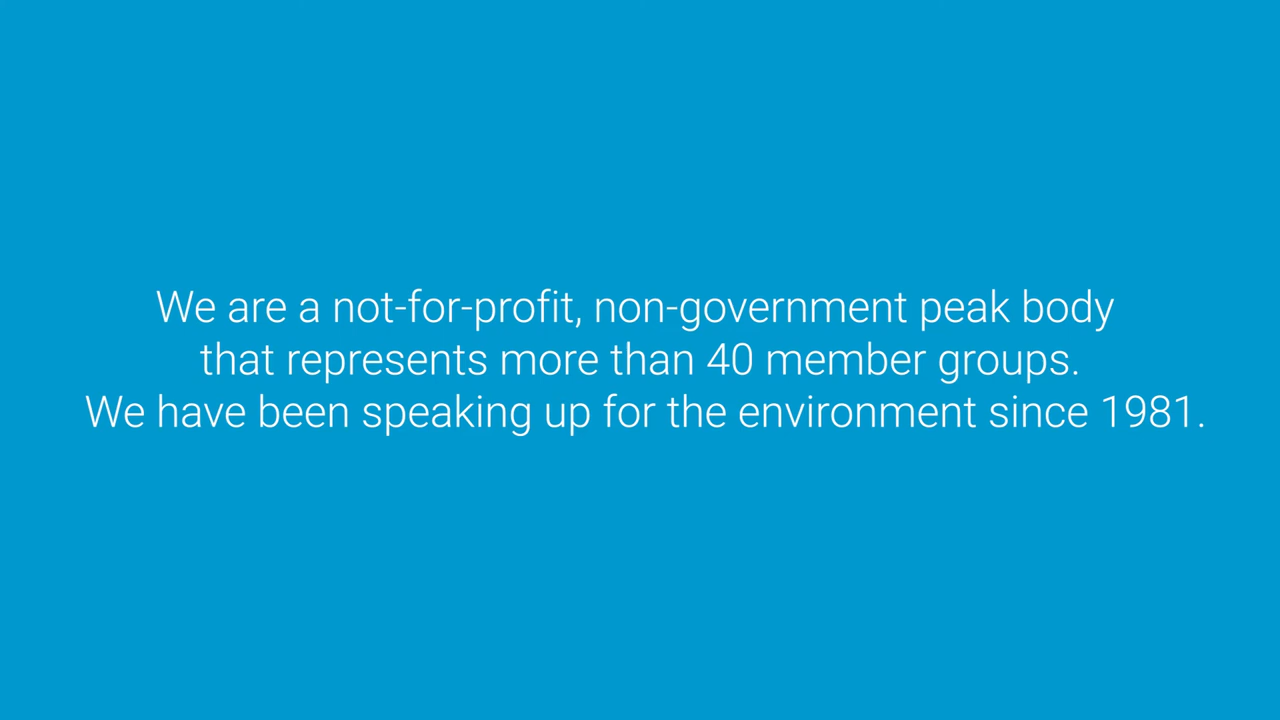 We are a not-for-profit, non-government peak body
that represents more than 40 member groups.
We have been speaking up for the environment since 1981.